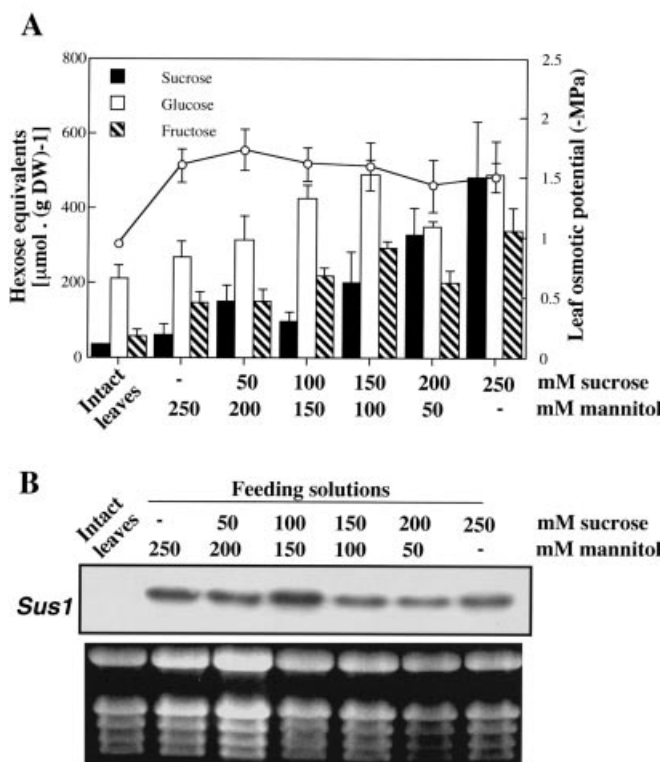 A
Hexose equivalents
[μmol . (g DW)-1]
800
600
400
200
0
Sucrose
Glucose
Fructose
2.5
2
1.5
1
0.5
0
Leaf osmotic potential (-MPa)
Intact
leaves
- 50 100 150 200 250 mM sucrose
250 200 150 100 50 - mM mannitol
B
Feeding solutions
Intact
leaves
- 50 100 150 200 250 mM sucrose
250 200 150 100 50 - mM mannitol
Sus1